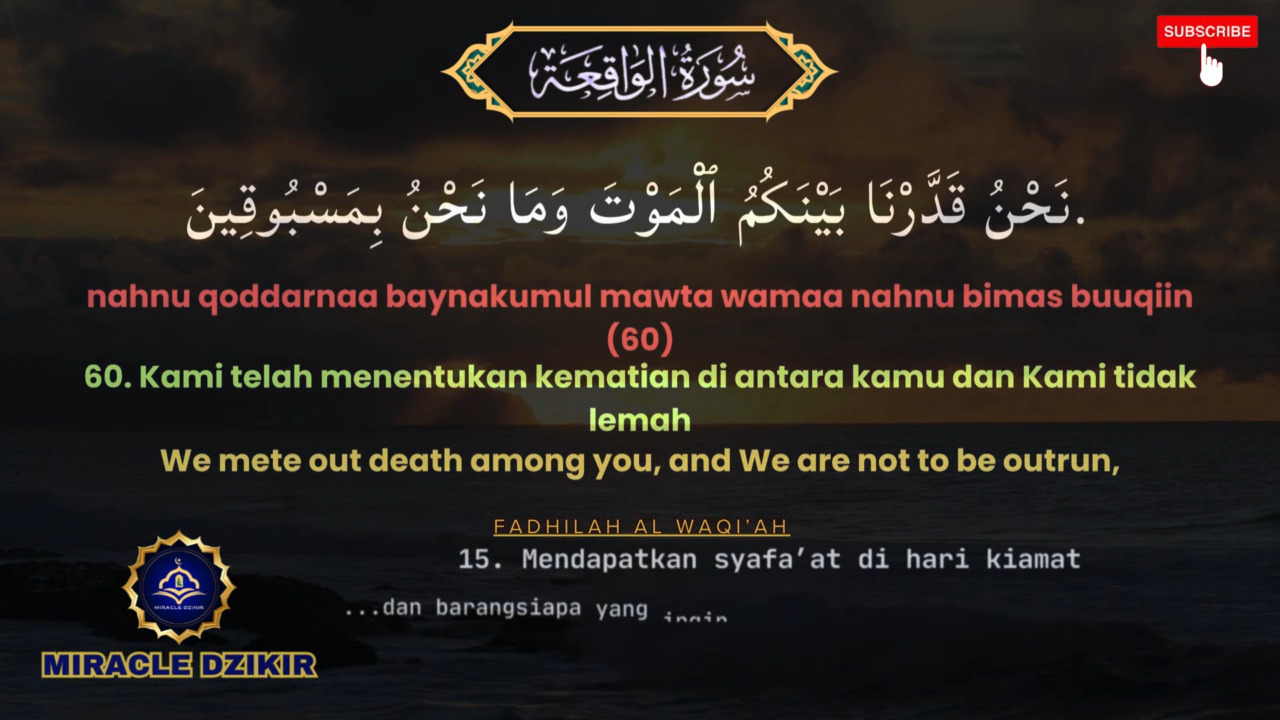 سُورَةُ الوَاقِعَة
SUBSCRIBE
نَحْنُ قَدَّرْنَا بَيْنَكُمُ ٱلْمَوْتَ وَمَا نَحْنُ بِمَسْبُوقِينَ.
nahnu qoddarnaa baynakumul mawta wamaa nahnu bimas buuqiin
(60)
60. Kami telah menentukan kematian di antara kamu dan Kami tidak
lemah
We mete out death among you, and We are not to be outrun,
FADHILAH AL WAQI’AH
15. Mendapatkan syafa’at di hari kiamat
...dan barangsiapa yang
MIRACLE DZIKIR
MIRACLE DZIKIR